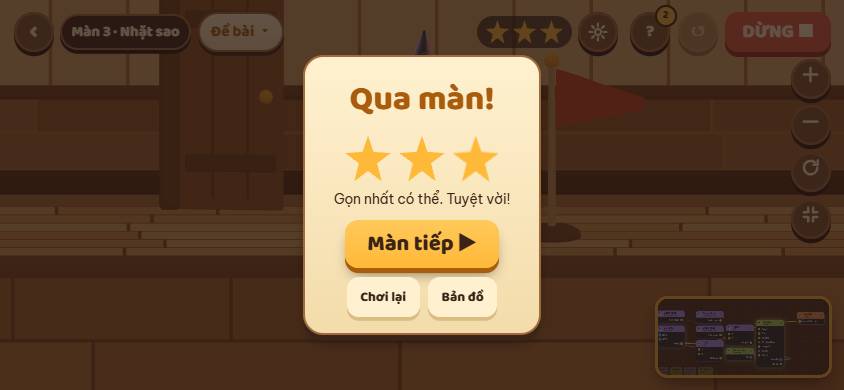 Màn 3 · Nhặt sao
Đề bài
2
?
DỪNG
Qua màn!
Gọn nhất có thể. Tuyệt vời!
Màn tiếp
Chơi lại
Bản đồ